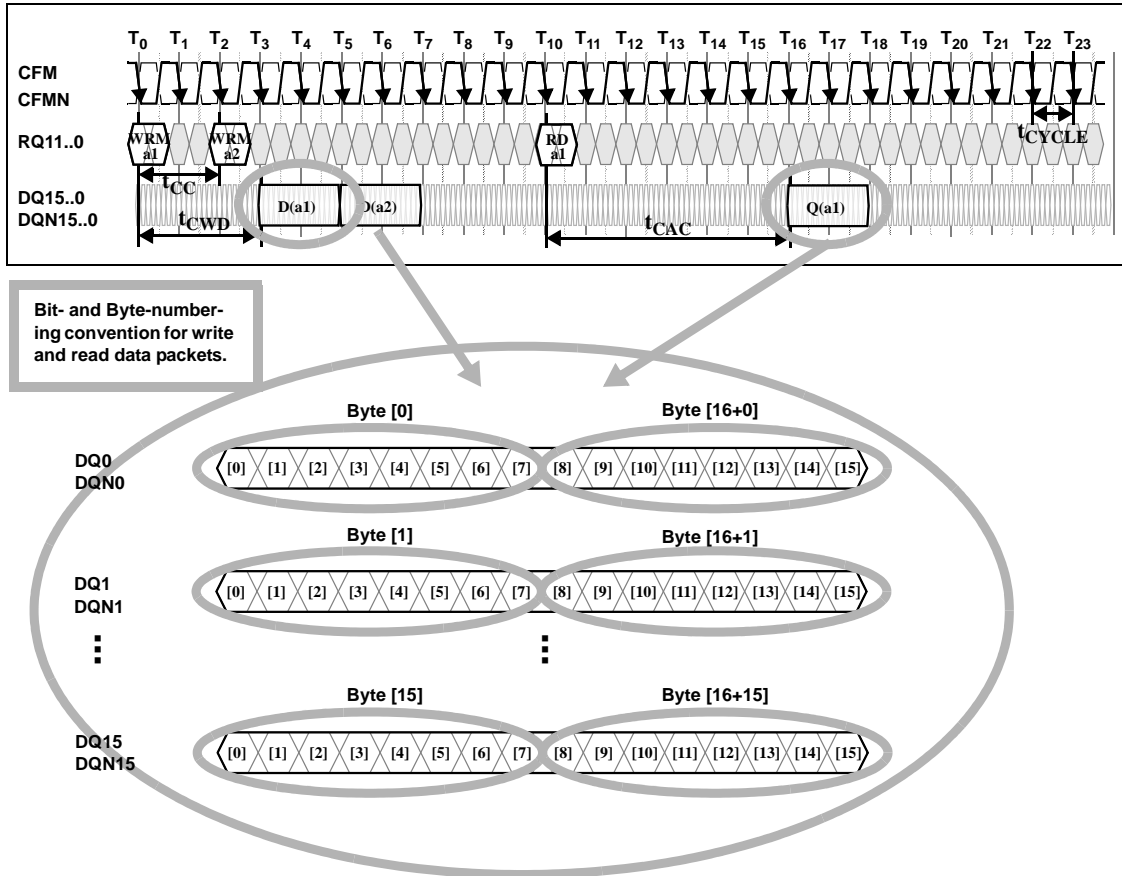 T0 T1 T2 T3 T4 T5 T6 T7 T8 T9 T10 T11 T12 T13 T14 T15 T16 T17 T18 T19 T20 T21 T22 T23
CFM
CFMN
tCYCLE
RQ11..0
WRM a1
WRM a2
RD a1
tCC
DQ15..0
DQN15..0
D(a1)
D(a2)
Q(a1)
tCWD
tCAC
Bit- and Byte-number-
ing convention for write
and read data packets.
Byte [0]
Byte [16+0]
DQ0
DQN0
[0] [1] [2] [3] [4] [5] [6] [7] [8] [9] [10] [11] [12] [13] [14] [15]
Byte [1]
Byte [16+1]
DQ1
DQN1
[0] [1] [2] [3] [4] [5] [6] [7] [8] [9] [10] [11] [12] [13] [14] [15]
Byte [15]
Byte [16+15]
DQ15
DQN15
[0] [1] [2] [3] [4] [5] [6] [7] [8] [9] [10] [11] [12] [13] [14] [15]